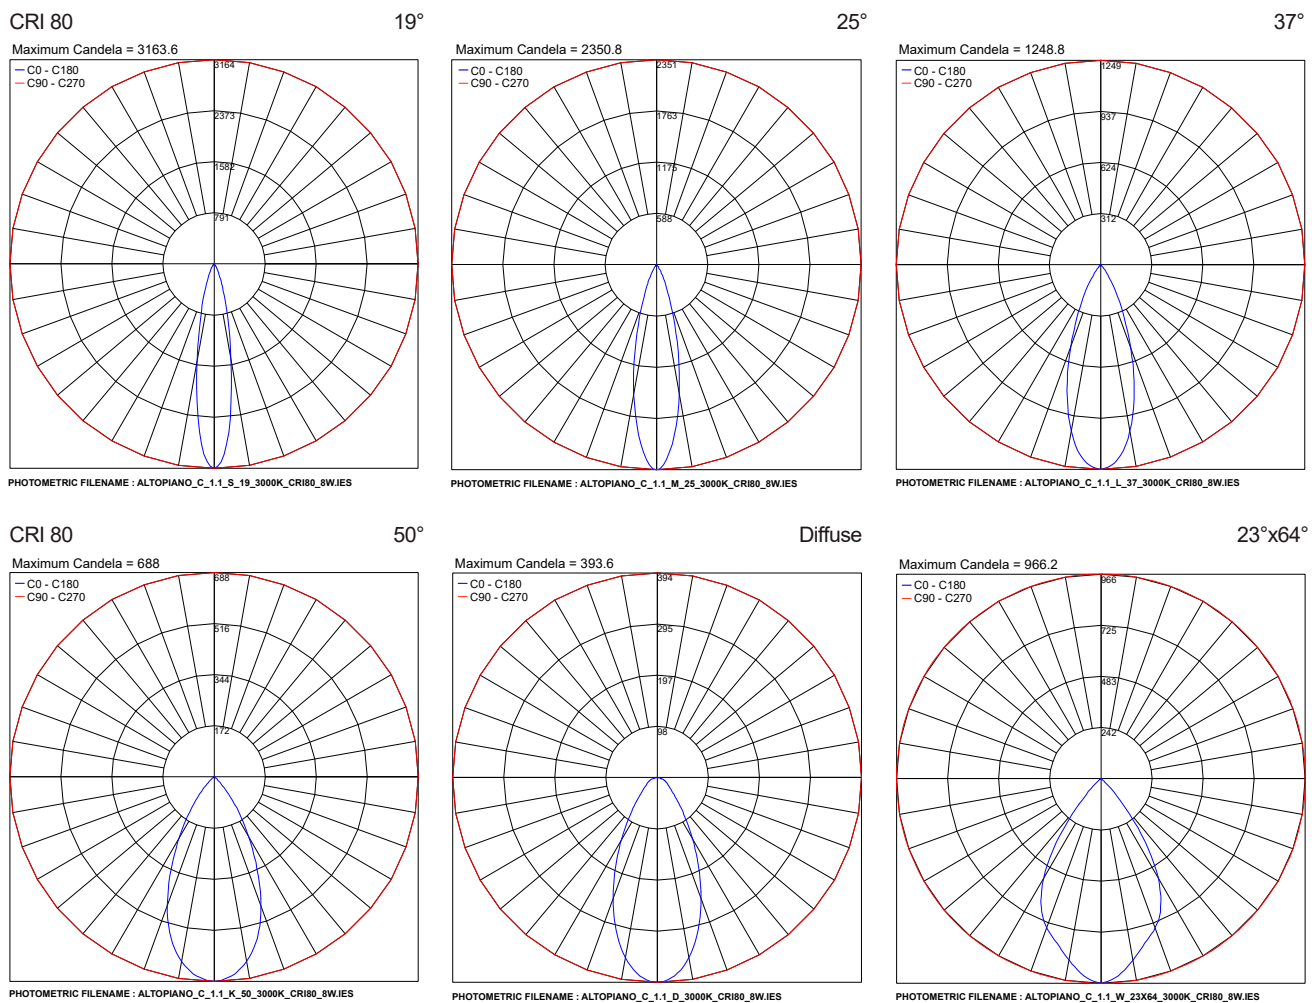 CRI 80
19°
25°
37°
Maximum Candela = 3163.6
C0 - C180
C90 - C270
3164
2373
1582
791
PHOTOMETRIC FILENAME : ALTOPIANO_C_1.1_S_19_3000K_CRI80_8W.IES
Maximum Candela = 2350.8
C0 - C180
C90 - C270
2351
1763
1175
588
PHOTOMETRIC FILENAME : ALTOPIANO_C_1.1_M_25_3000K_CRI80_8W.IES
Maximum Candela = 1248.8
C0 - C180
C90 - C270
1249
937
624
312
PHOTOMETRIC FILENAME : ALTOPIANO_C_1.1_L_37_3000K_CRI80_8W.IES
CRI 80
50°
Diffuse
23°x64°
Maximum Candela = 688
C0 - C180
C90 - C270
688
516
344
172
PHOTOMETRIC FILENAME : ALTOPIANO_C_1.1_K_50_3000K_CRI80_8W.IES
Maximum Candela = 393.6
C0 - C180
C90 - C270
394
295
197
98
PHOTOMETRIC FILENAME : ALTOPIANO_C_1.1_D_3000K_CRI80_8W.IES
Maximum Candela = 966.2
C0 - C180
C90 - C270
966
725
483
242
PHOTOMETRIC FILENAME : ALTOPIANO_C_1.1_W_23X64_3000K_CRI80_8W.IES